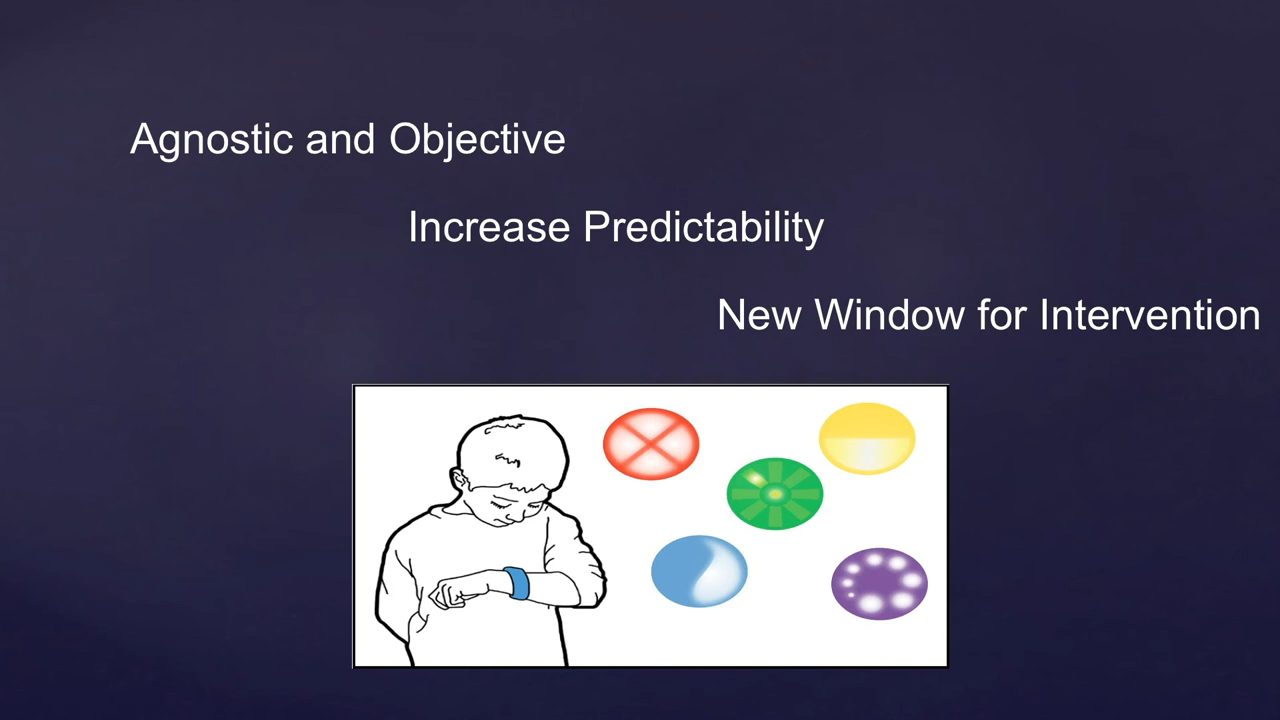 Agnostic and Objective
Increase Predictability
New Window for Intervention